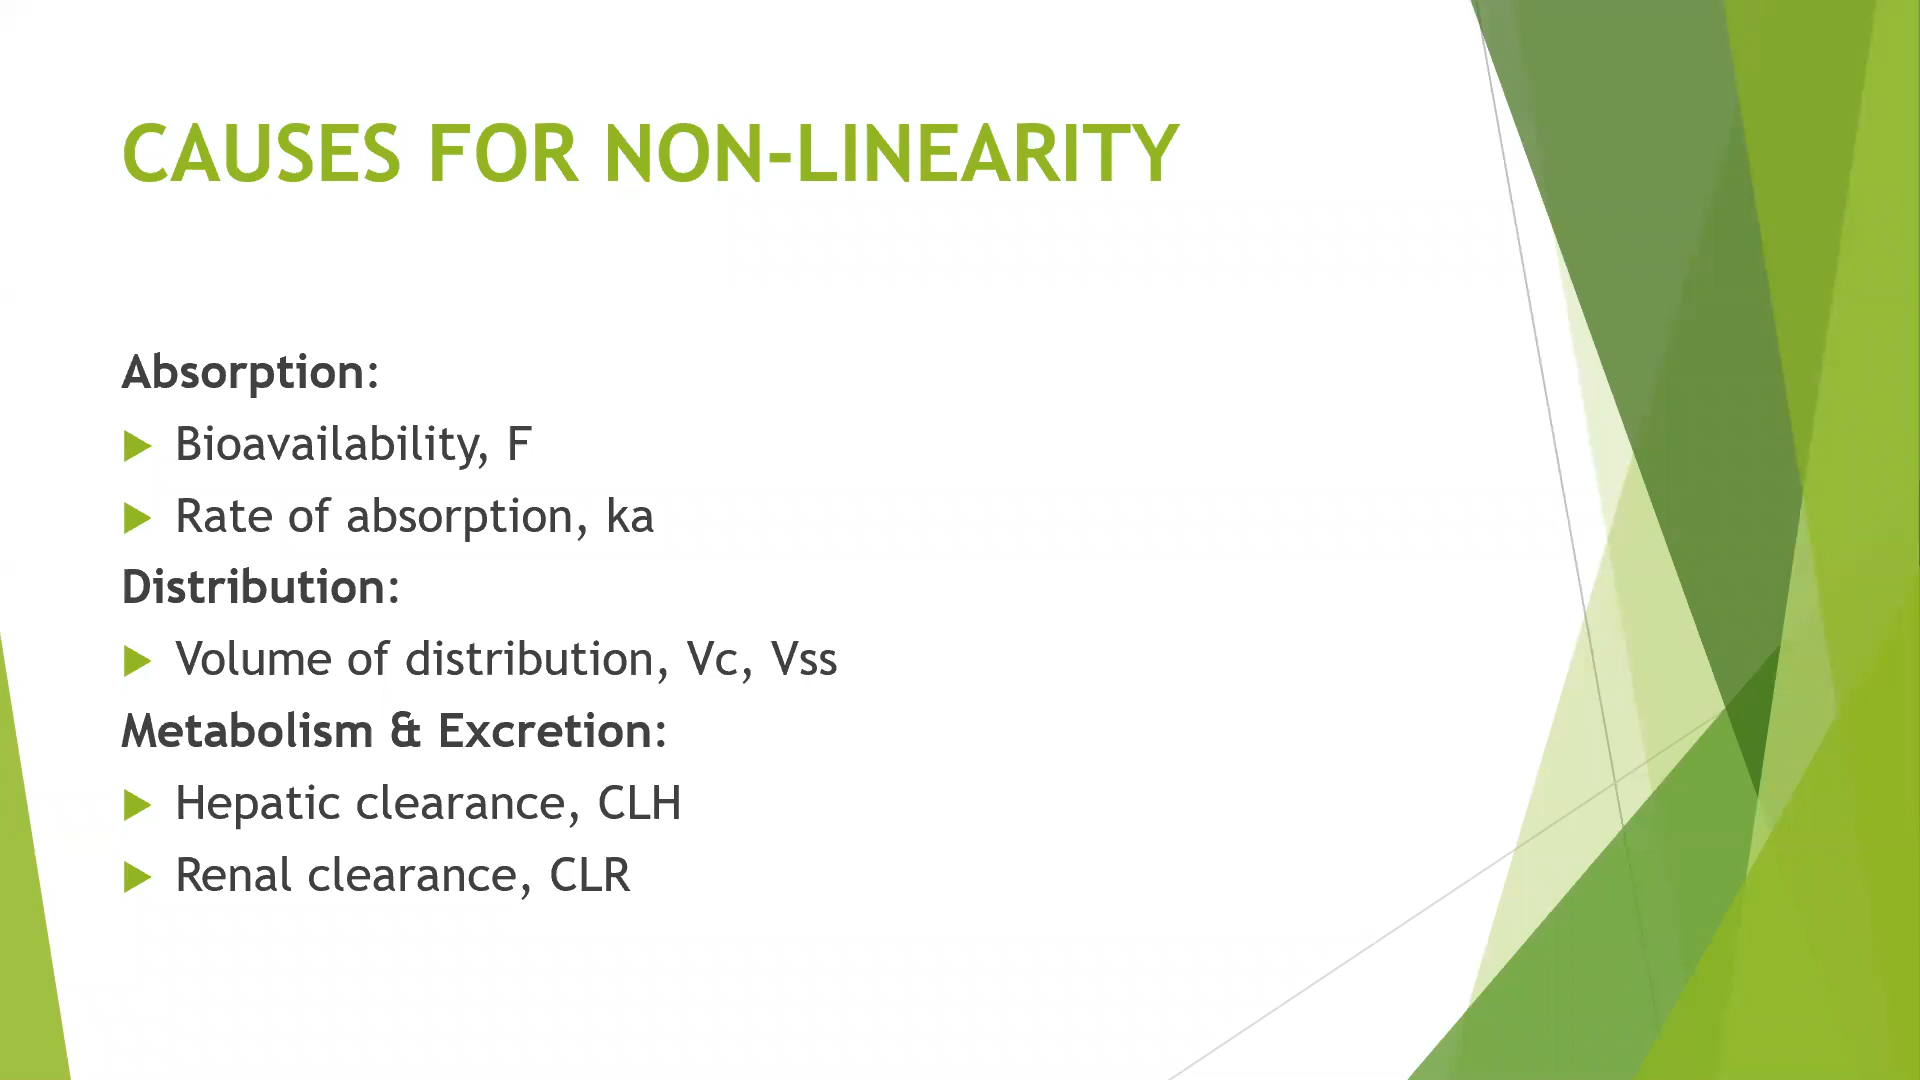 CAUSES FOR NON-LINEARITY
Absorption:
Bioavailability, F
Rate of absorption, ka
Distribution:
Volume of distribution, Vc, Vss
Metabolism & Excretion:
Hepatic clearance, CLH
Renal clearance, CLR